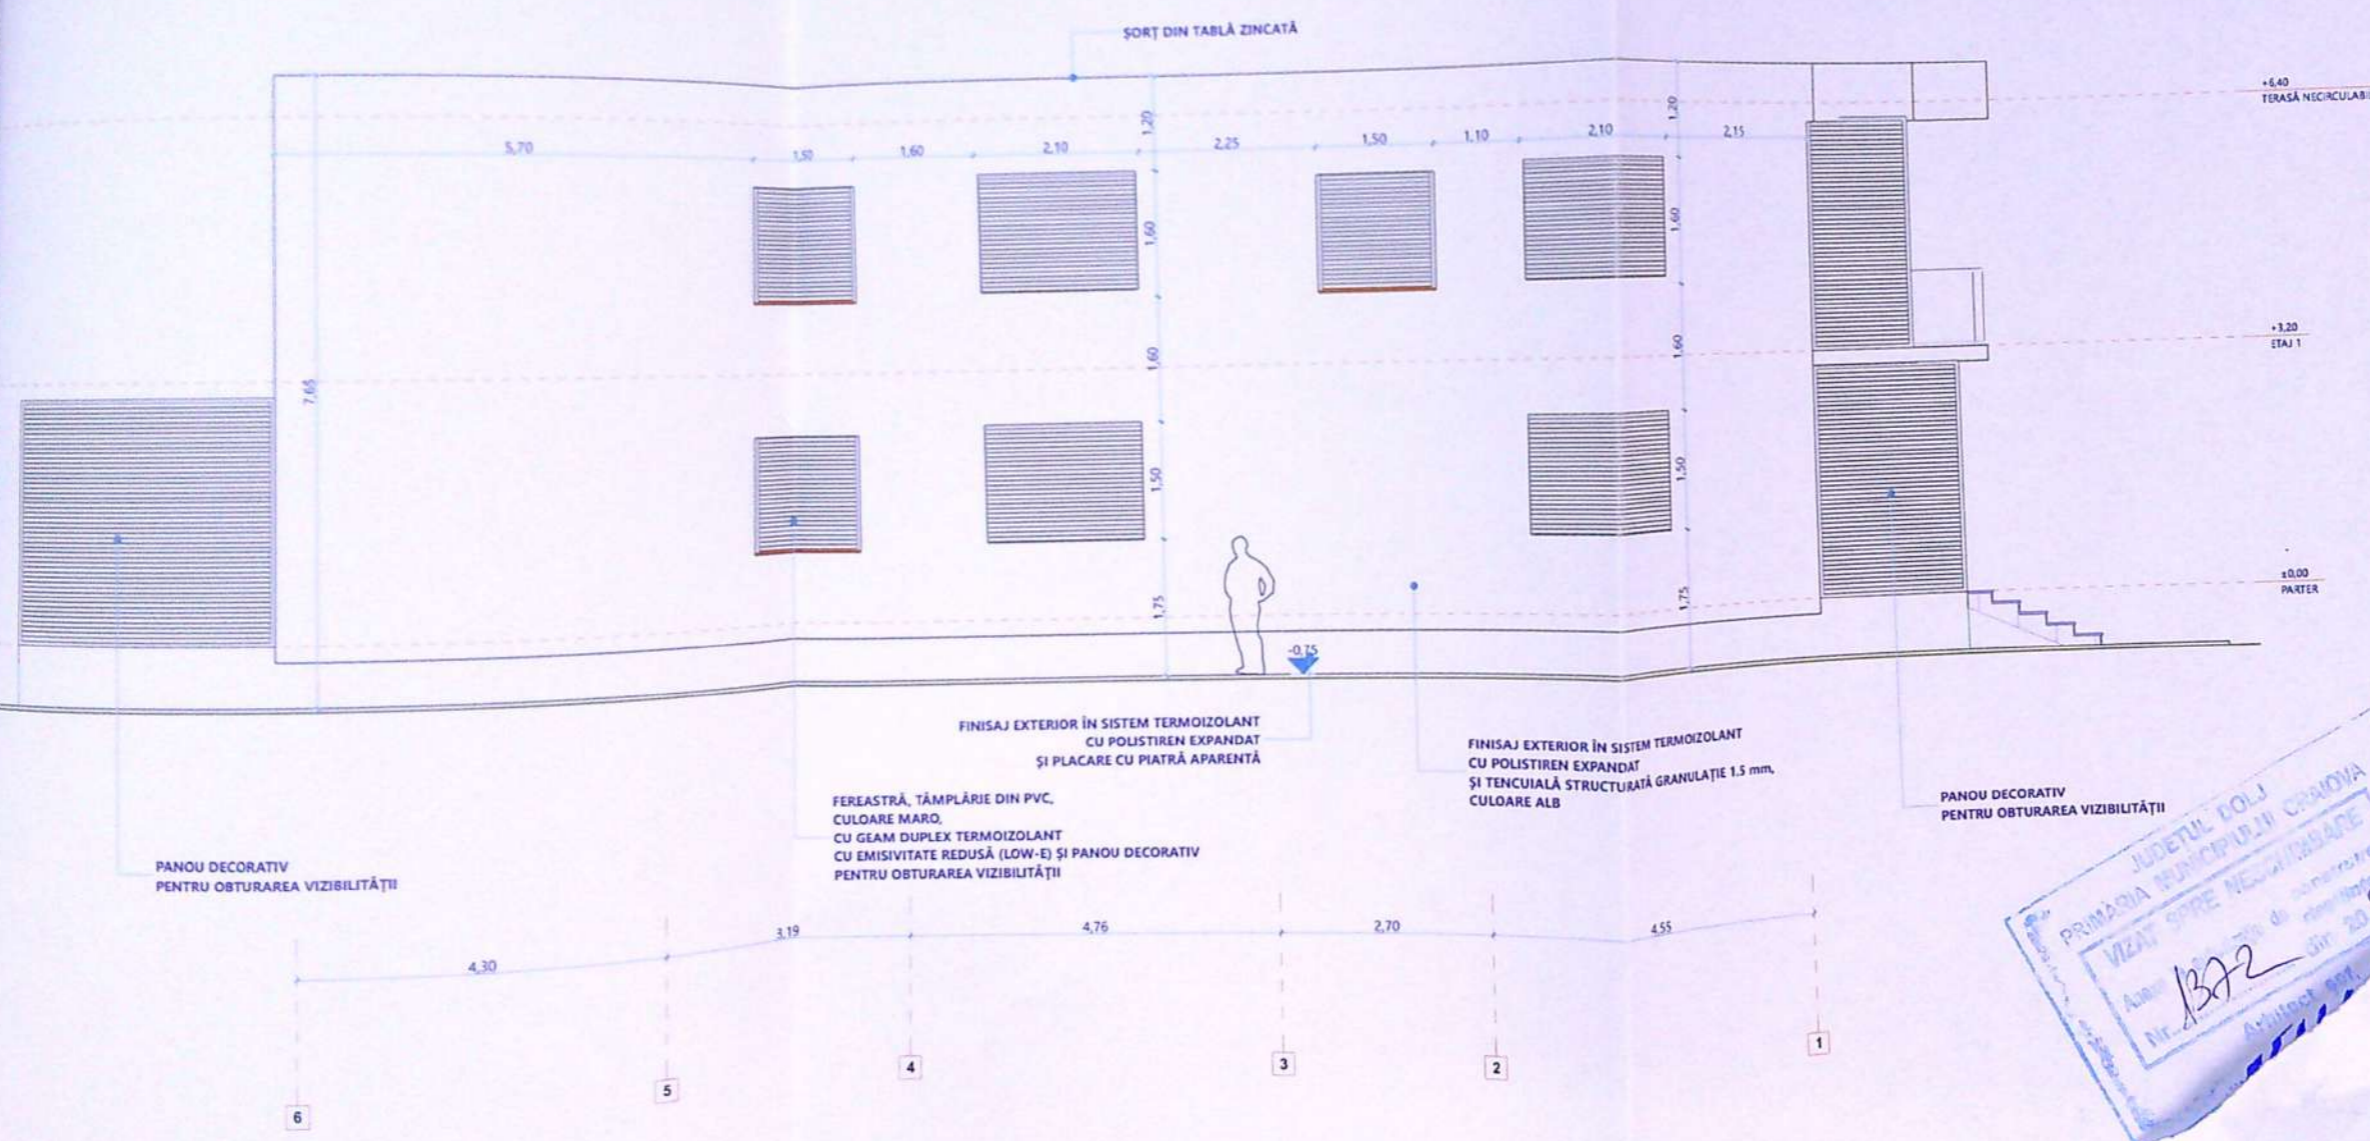 ȘORȚ DIN TABLĂ ZINCATĂ
+6,40
TERASĂ NECIRCULABI
5,70
1,50
1,60
2,10
1,20
2,25
1,50
1,10
2,10
1,20
2,15
1,60
1,60
+3,20
ETAJ 1
7,65
1,60
1,60
1,50
1,50
±0,00
PARTER
1,75
1,75
-0,75
FINISAJ EXTERIOR ÎN SISTEM TERMOIZOLANT
CU POLISTIREN EXPANDAT
ȘI PLACARE CU PIATRĂ APARENTĂ
FINISAJ EXTERIOR ÎN SISTEM TERMOIZOLANT
CU POLISTIREN EXPANDAT
ȘI TENCUIALĂ STRUCTURATĂ GRANULAȚIE 1.5 mm,
CULOARE ALB
FEREASTRĂ, TÂMPLĂRIE DIN PVC,
CULOARE MARO,
CU GEAM DUPLEX TERMOIZOLANT
CU EMISIVITATE REDUSĂ (LOW-E) ȘI PANOU DECORATIV
PENTRU OBTURAREA VIZIBILITĂȚII
PANOU DECORATIV
PENTRU OBTURAREA VIZIBILITĂȚII
PANOU DECORATIV
PENTRU OBTURAREA VIZIBILITĂȚII
4,30
3,19
4,76
2,70
4,55
6
5
4
3
2
1
JUDETUL DOLJ
PRIMĂRIA MUNICIPIULUI CRAIOVA
VIZAT SPRE NESCHIMBARE
de
Nr. 1372 din 20
Arhitect